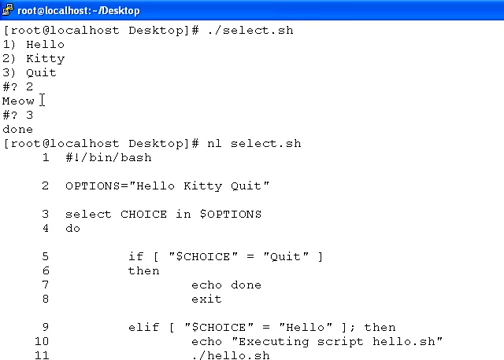 root@localhost:~/Desktop
[root@localhost Desktop]# ./select.sh
1) Hello
2) Kitty
3) Quit
#? 2
Meow
#? 3
done
[root@localhost Desktop]# nl select.sh
1 #!/bin/bash
2 OPTIONS="Hello Kitty Quit"
3 select CHOICE in $OPTIONS
4 do
5 if [ "$CHOICE" = "Quit" ]
6 then
7 echo done
8 exit
9 elif [ "$CHOICE" = "Hello" ]; then
10 echo "Executing script hello.sh"
11 ./hello.sh